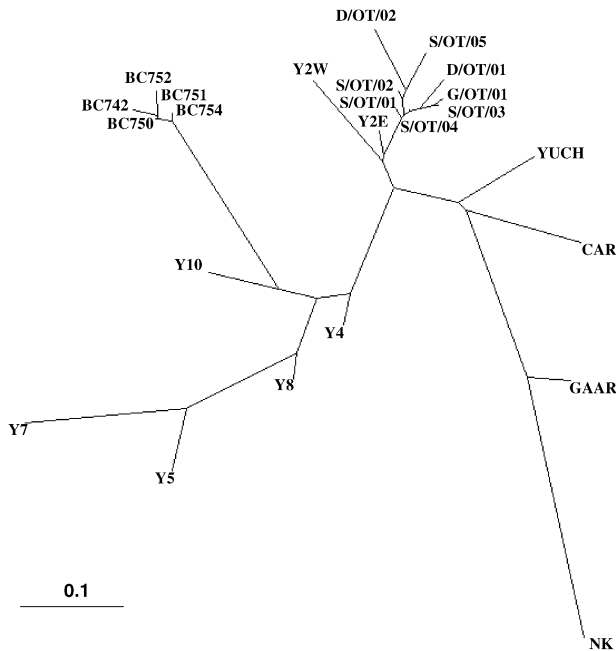 D/OT/02
S/OT/05
Y2W
D/OT/01
BC752
S/OT/02
G/OT/01
BC751
BC742
S/OT/01
S/OT/03
BC754
BC750
Y2E
S/OT/04
YUCH
CAR
Y10
Y4
Y8
GAAR
Y7
Y5
0.1
NK